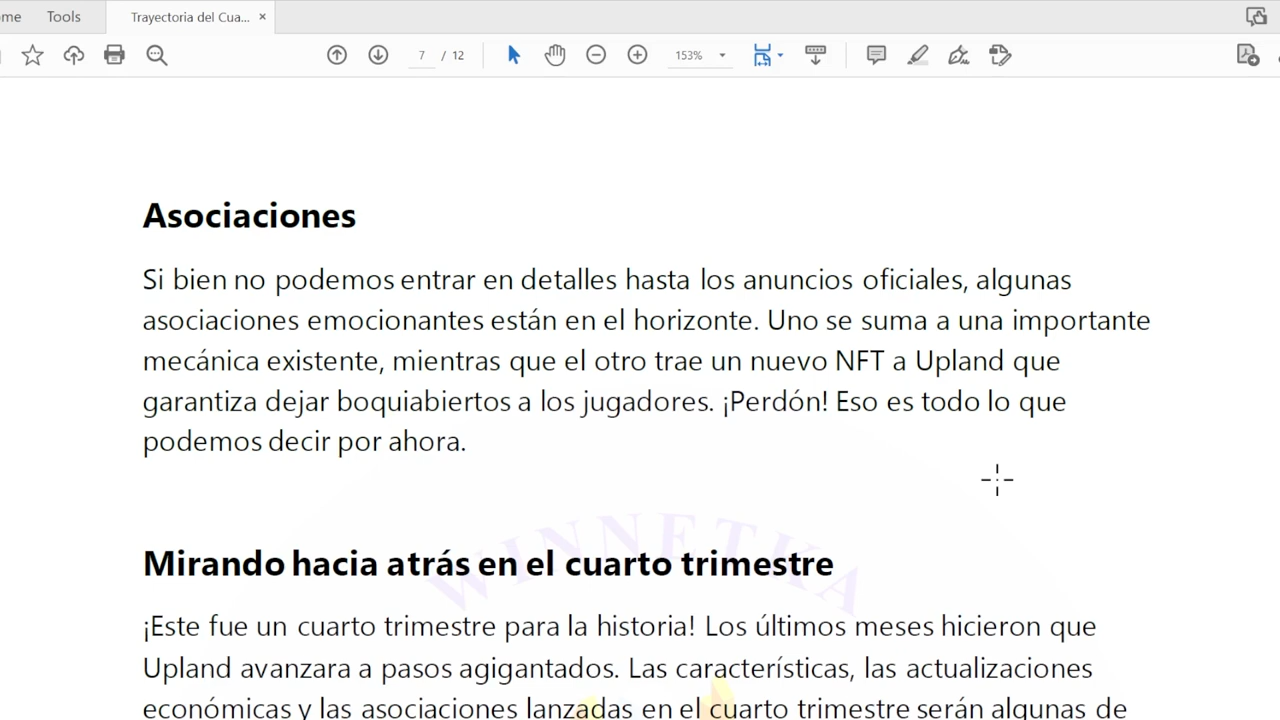 ome Tools Trayectoria del Cua... ×
7 / 12 153%
Asociaciones
Si bien no podemos entrar en detalles hasta los anuncios oficiales, algunas
asociaciones emocionantes están en el horizonte. Uno se suma a una importante
mecánica existente, mientras que el otro trae un nuevo NFT a Upland que
garantiza dejar boquiabiertos a los jugadores. ¡Perdón! Eso es todo lo que
podemos decir por ahora.
WINNETKA
Mirando hacia atrás en el cuarto trimestre
¡Este fue un cuarto trimestre para la historia! Los últimos meses hicieron que
Upland avanzara a pasos agigantados. Las características, las actualizaciones
económicas y las asociaciones lanzadas en el cuarto trimestre serán algunas de